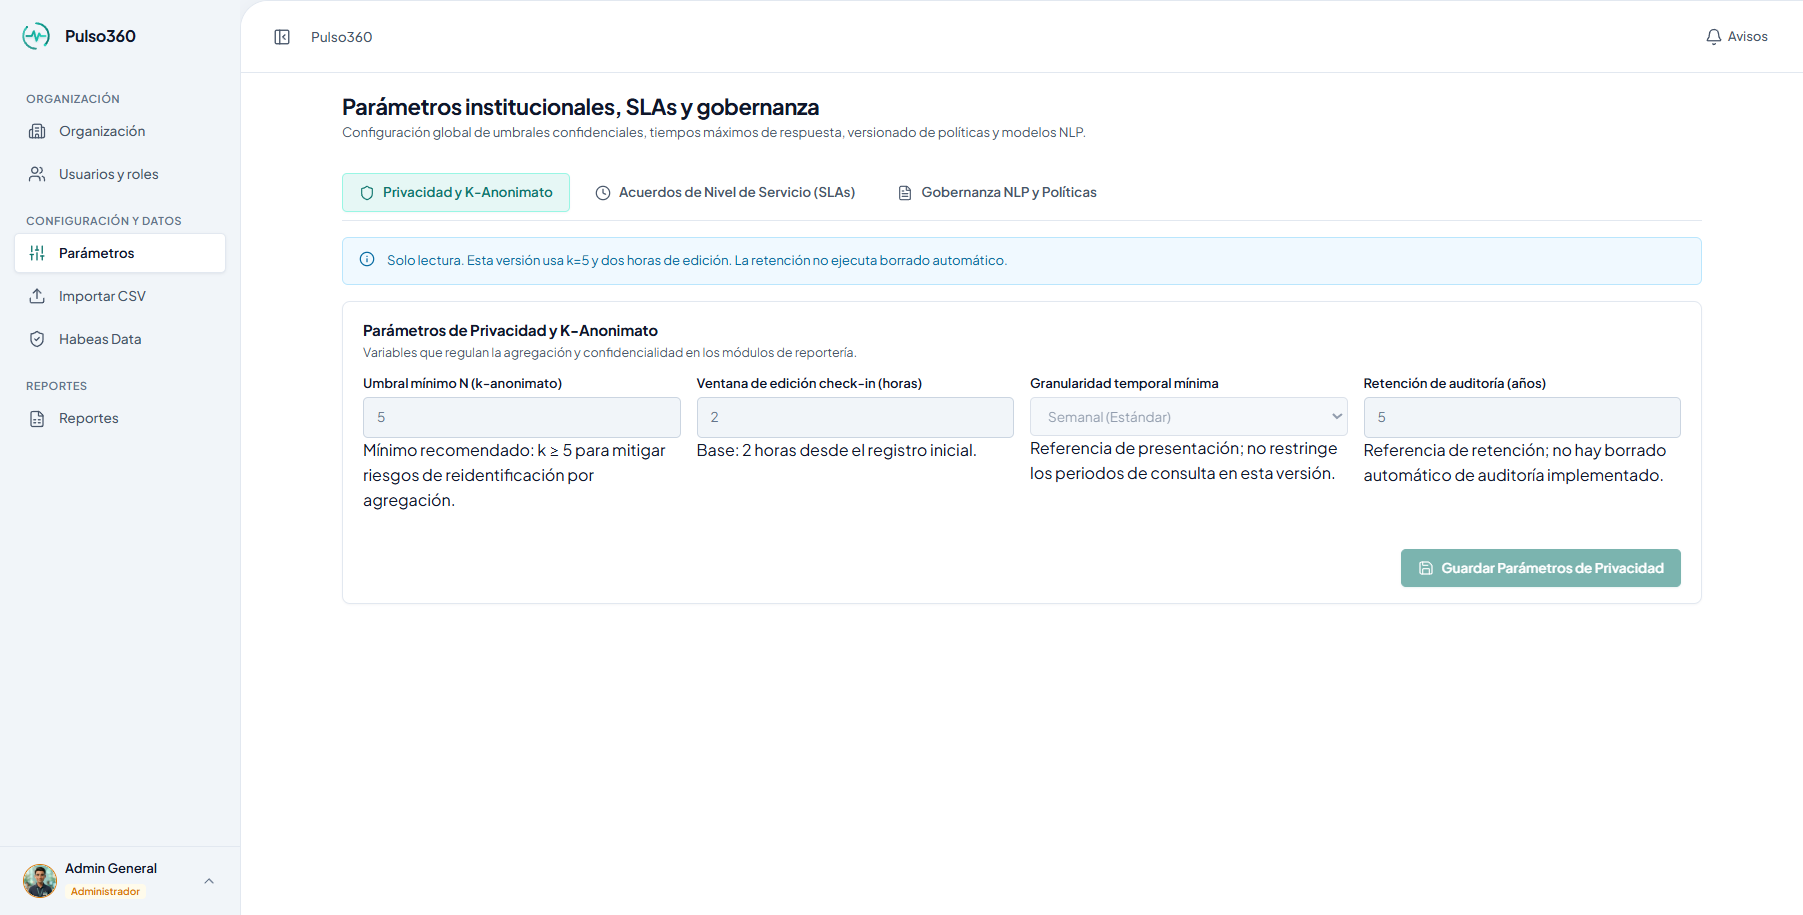 Pulso360
ORGANIZACIÓN
Organización
Usuarios y roles
CONFIGURACIÓN Y DATOS
Parámetros
Importar CSV
Habeas Data
REPORTES
Reportes
Admin General
Administrador
Pulso360
Avisos
Parámetros institucionales, SLAs y gobernanza
Configuración global de umbrales confidenciales, tiempos máximos de respuesta, versionado de políticas y modelos NLP.
Privacidad y K-Anonimato
Acuerdos de Nivel de Servicio (SLAs)
Gobernanza NLP y Políticas
Solo lectura. Esta versión usa k=5 y dos horas de edición. La retención no ejecuta borrado automático.
Parámetros de Privacidad y K-Anonimato
Variables que regulan la agregación y confidencialidad en los módulos de reportería.
Umbral mínimo N (k-anonimato)
5
Mínimo recomendado: k ≥ 5 para mitigar
riesgos de reidentificación por
agregación.
Ventana de edición check-in (horas)
2
Base: 2 horas desde el registro inicial.
Granularidad temporal mínima
Semanal (Estándar)
Referencia de presentación; no restringe
los periodos de consulta en esta versión.
Retención de auditoría (años)
5
Referencia de retención; no hay borrado
automático de auditoría implementado.
Guardar Parámetros de Privacidad